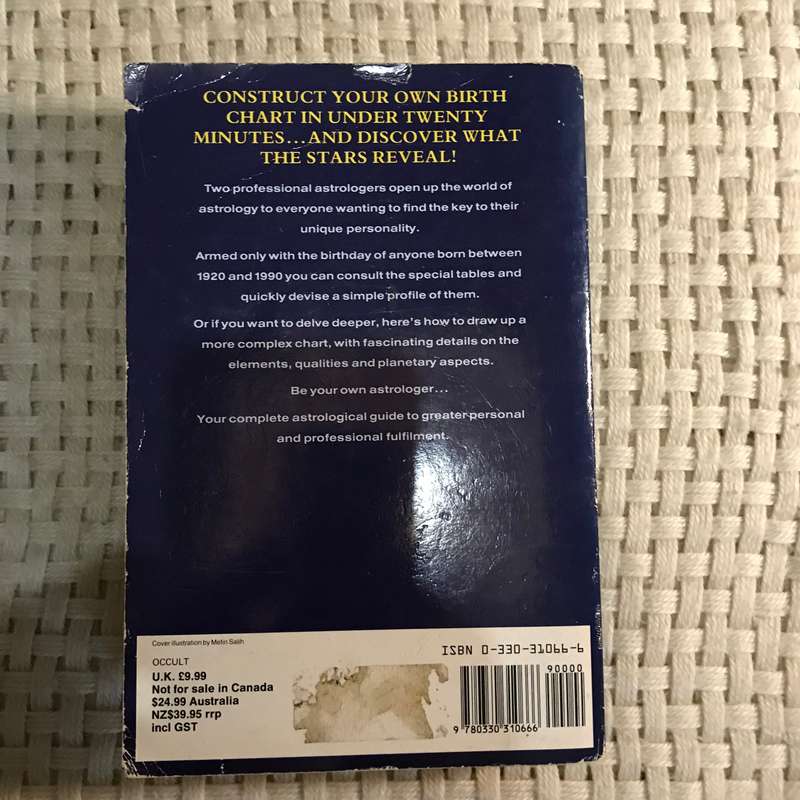 CONSTRUCT YOUR OWN BIRTH
CHART IN UNDER TWENTY
MINUTES...AND DISCOVER WHAT
THE STARS REVEAL!
Two professional astrologers open up the world of
astrology to everyone wanting to find the key to their
unique personality.
Armed only with the birthday of anyone born between
1920 and 1990 you can consult the special tables and
quickly devise a simple profile of them.
Or if you want to delve deeper, here's how to draw up a
more complex chart, with fascinating details on the
elements, qualities and planetary aspects.
Be your own astrologer...
Your complete astrological guide to greater personal
and professional fulfilment.
Cover illustration by Metin Salih
OCCULT
U.K. £9.99
Not for sale in Canada
$24.99 Australia
NZ$39.95 rrp
incl GST
ISBN 0-330-31066-6
90000
9 780330 310666